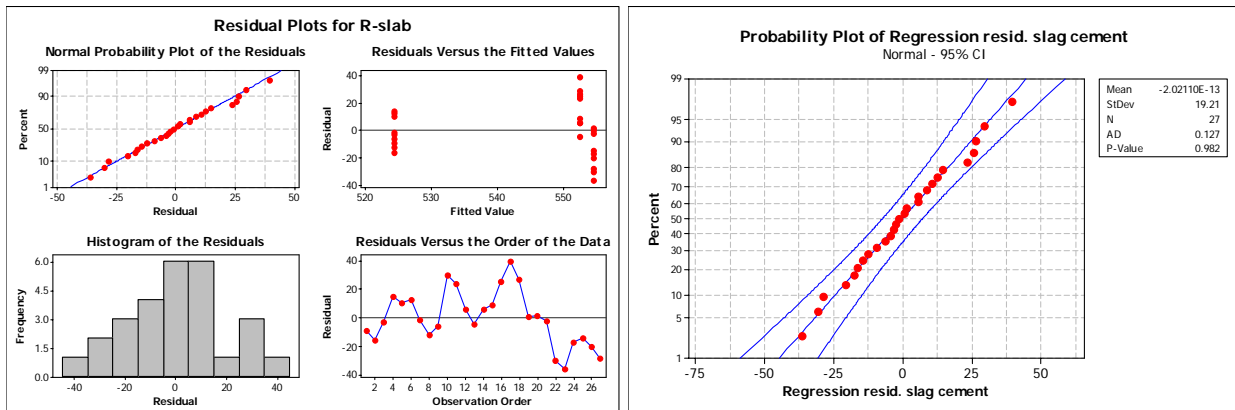 Residual Plots for R-slab
Normal Probability Plot of the Residuals
99
90
50
10
1
Percent
-50 -25 0 25 50
Residual
Residuals Versus the Fitted Values
40
20
0
-20
-40
Residual
520 530 540 550
Fitted Value
Histogram of the Residuals
6.0
4.5
3.0
1.5
0.0
Frequency
-40 -20 0 20 40
Residual
Residuals Versus the Order of the Data
40
20
0
-20
-40
Residual
2 4 6 8 10 12 14 16 18 20 22 24 26
Observation Order
Probability Plot of Regression resid. slag cement
Normal - 95% CI
99
95
90
80
70
60
50
40
30
20
10
5
1
Percent
-75 -50 -25 0 25 50
Regression resid. slag cement
Mean -2.02110E-13
StDev 19.21
N 27
AD 0.127
P-Value 0.982